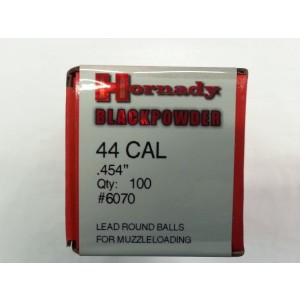 Hornady
BLACKPOWDER
44 CAL
.454"
Qty: 100
#6070
LEAD ROUND BALLS
FOR MUZZLELOADING